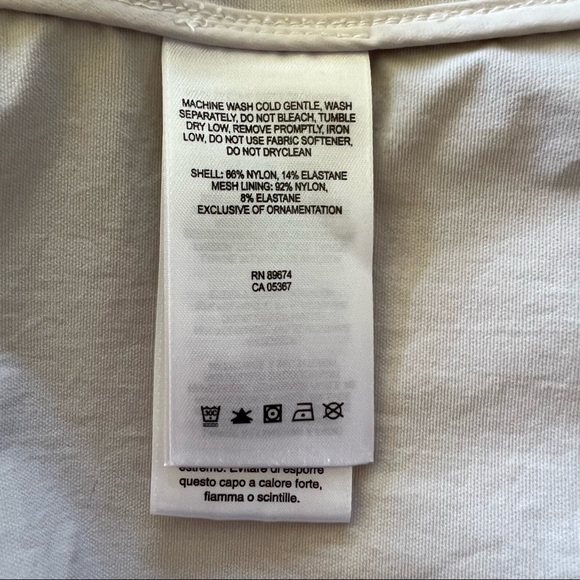 MACHINE WASH COLD GENTLE, WASH
SEPARATELY, DO NOT BLEACH, TUMBLE
DRY LOW, REMOVE PROMPTLY, IRON
LOW, DO NOT USE FABRIC SOFTENER,
DO NOT DRYCLEAN
SHELL: 86% NYLON, 14% ELASTANE
MESH LINING: 92% NYLON,
8% ELASTANE
EXCLUSIVE OF ORNAMENTATION
RN 89674
CA 05367
estremo. Evitare di esporre
questo capo a calore forte,
fiamma o scintille.